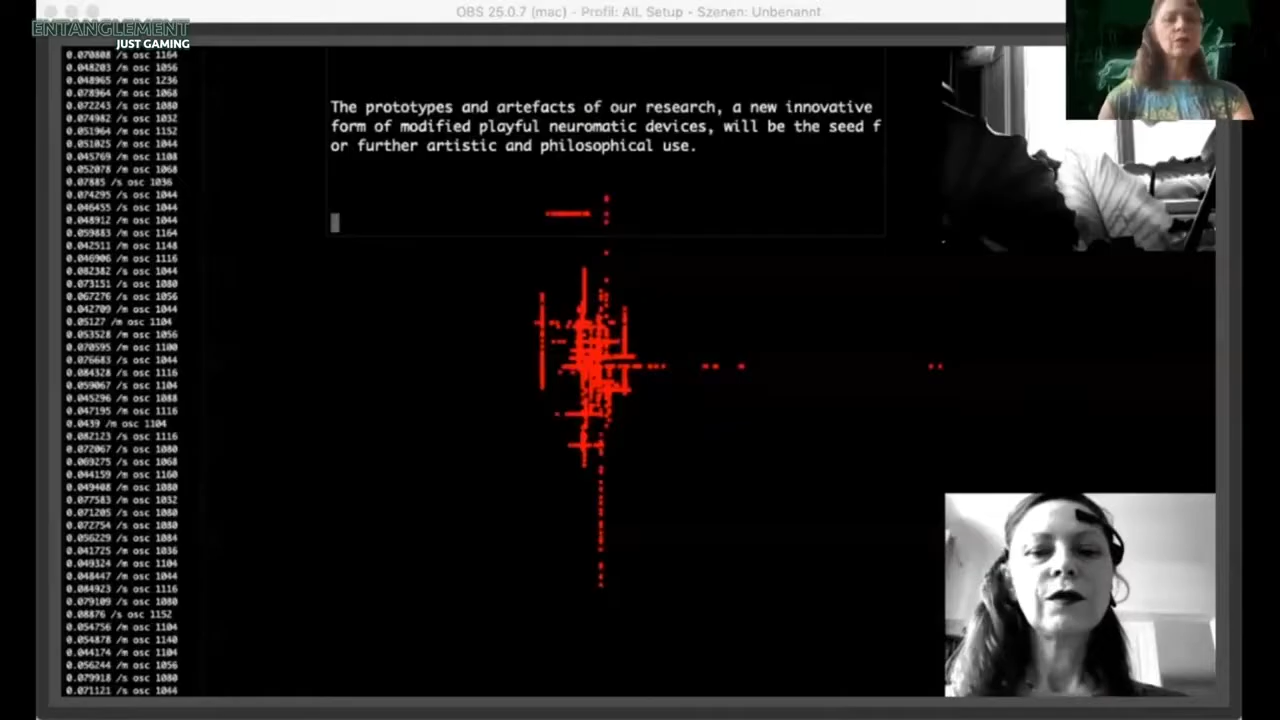 OBS 25.0.7 (mac) - Profil: AIL Setup - Szenen: Unbenannt
ENTANGLEMENT
JUST GAMING
The prototypes and artefacts of our research, a new innovative
form of modified playful neuromatic devices, will be the seed f
or further artistic and philosophical use.
0.070808 /s osc 1164
0.048203 /s osc 1056
0.048965 /m osc 1236
0.078964 /m osc 1068
0.072243 /m osc 1080
0.074982 /m osc 1032
0.051964 /m osc 1152
0.051025 /m osc 1044
0.045769 /m osc 1108
0.052078 /m osc 1068
0.07885 /s osc 1036
0.074295 /s osc 1044
0.046455 /s osc 1044
0.048912 /m osc 1044
0.059883 /m osc 1164
0.042511 /m osc 1148
0.046906 /m osc 1116
0.082382 /s osc 1044
0.073151 /s osc 1080
0.067276 /s osc 1056
0.042709 /m osc 1044
0.05127 /m osc 1104
0.053528 /m osc 1056
0.070595 /m osc 1100
0.076683 /s osc 1044
0.084328 /s osc 1116
0.059067 /s osc 1104
0.045296 /m osc 1088
0.047195 /m osc 1116
0.0439 /m osc 1104
0.082123 /s osc 1116
0.072067 /s osc 1080
0.069275 /s osc 1068
0.044159 /m osc 1160
0.049408 /m osc 1080
0.077583 /m osc 1032
0.071205 /m osc 1080
0.072754 /m osc 1080
0.056229 /m osc 1084
0.041725 /m osc 1036
0.049324 /m osc 1104
0.048447 /m osc 1044
0.084923 /s osc 1116
0.079109 /s osc 1080
0.08876 /s osc 1152
0.054756 /m osc 1104
0.054878 /m osc 1140
0.044174 /m osc 1104
0.056244 /m osc 1056
0.079918 /m osc 1080
0.071121 /m osc 1044